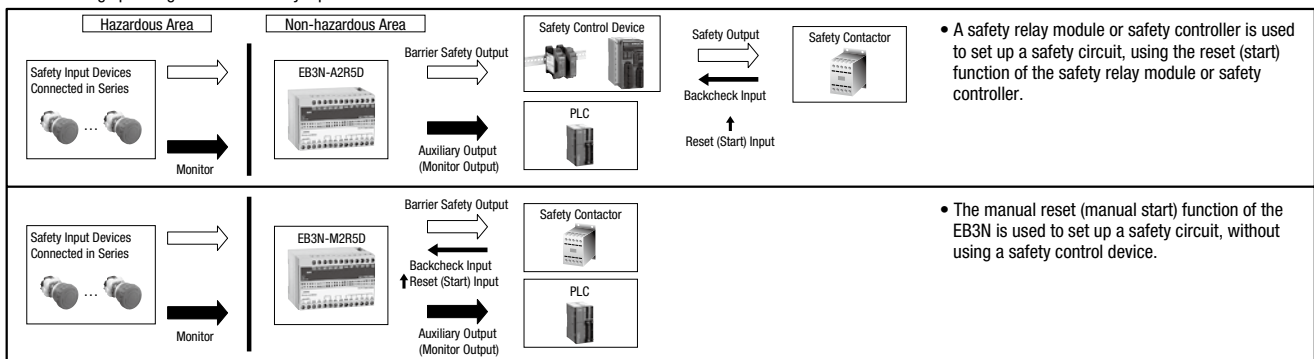 Hazardous Area
Non-hazardous Area
Safety Input Devices
Connected in Series
...
Monitor
EB3N-A2R5D
Barrier Safety Output
Auxiliary Output
(Monitor Output)
Safety Control Device
PLC
Safety Output
Backcheck Input
Reset (Start) Input
Safety Contactor
• A safety relay module or safety controller is used
to set up a safety circuit, using the reset (start)
function of the safety relay module or safety
controller.
Safety Input Devices
Connected in Series
...
Monitor
EB3N-M2R5D
Barrier Safety Output
Backcheck Input
Reset (Start) Input
Auxiliary Output
(Monitor Output)
Safety Contactor
PLC
• The manual reset (manual start) function of the
EB3N is used to set up a safety circuit, without
using a safety control device.